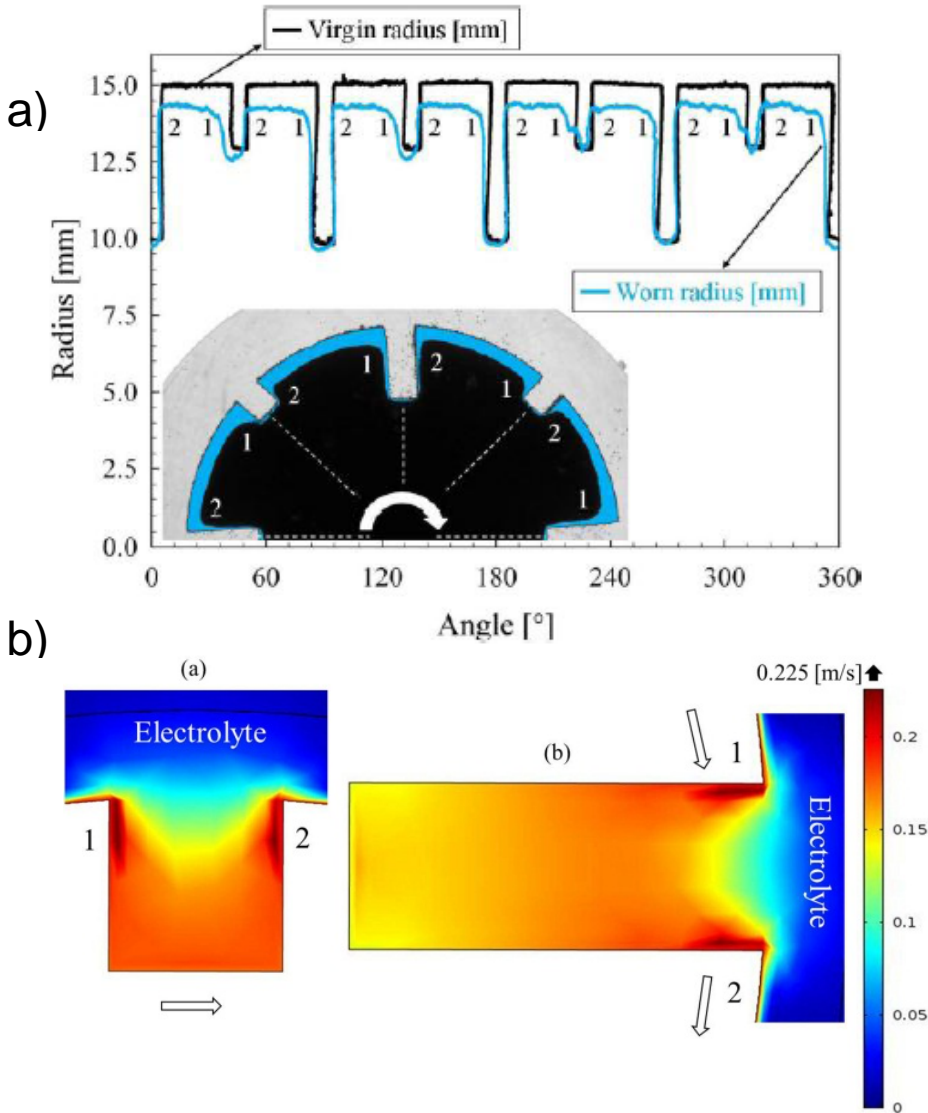 a)
Virgin radius [mm]
Radius [mm]
15.0
12.5
10.0
7.5
5.0
2.5
0.0
2 1 2 1 2 1 2 1 2 1 2 1 2 1 2 1
Worn radius [mm]
1 2 2 1 1 2 2 1
0 60 120 180 240 300 360
Angle [°]
b)
(a)
Electrolyte
1 2
(b)
1
2
Electrolyte
0.225 [m/s]
0.2
0.15
0.1
0.05
0